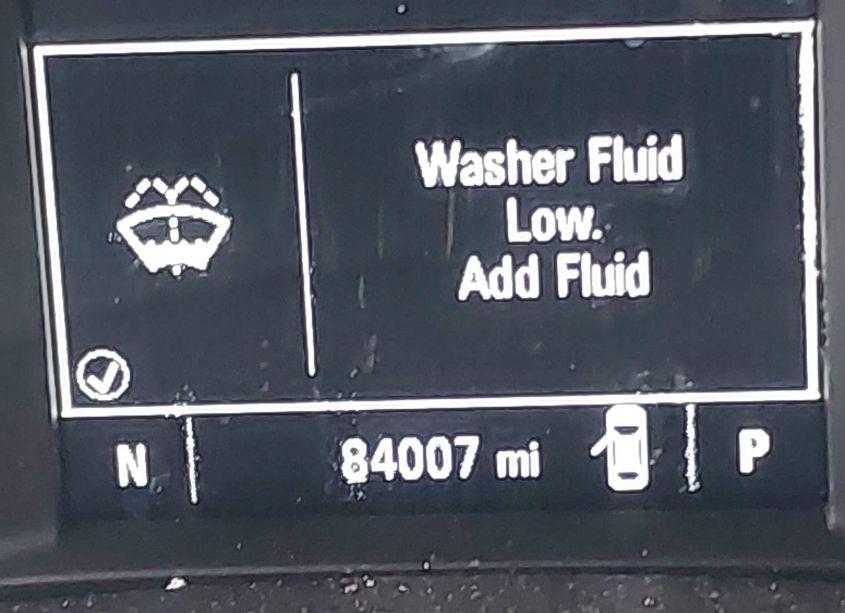 Washer Fluid
Low.
Add Fluid
N 84007 mi P